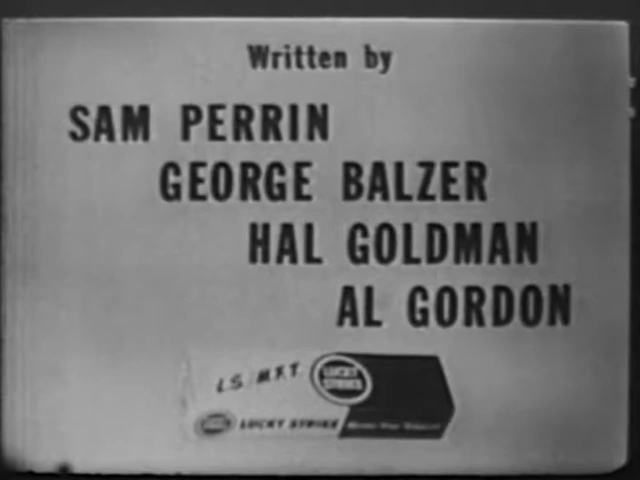 Written by
SAM PERRIN
GEORGE BALZER
HAL GOLDMAN
AL GORDON
L.S./M.F.T.
LUCKY STRIKE
LUCKY STRIKE